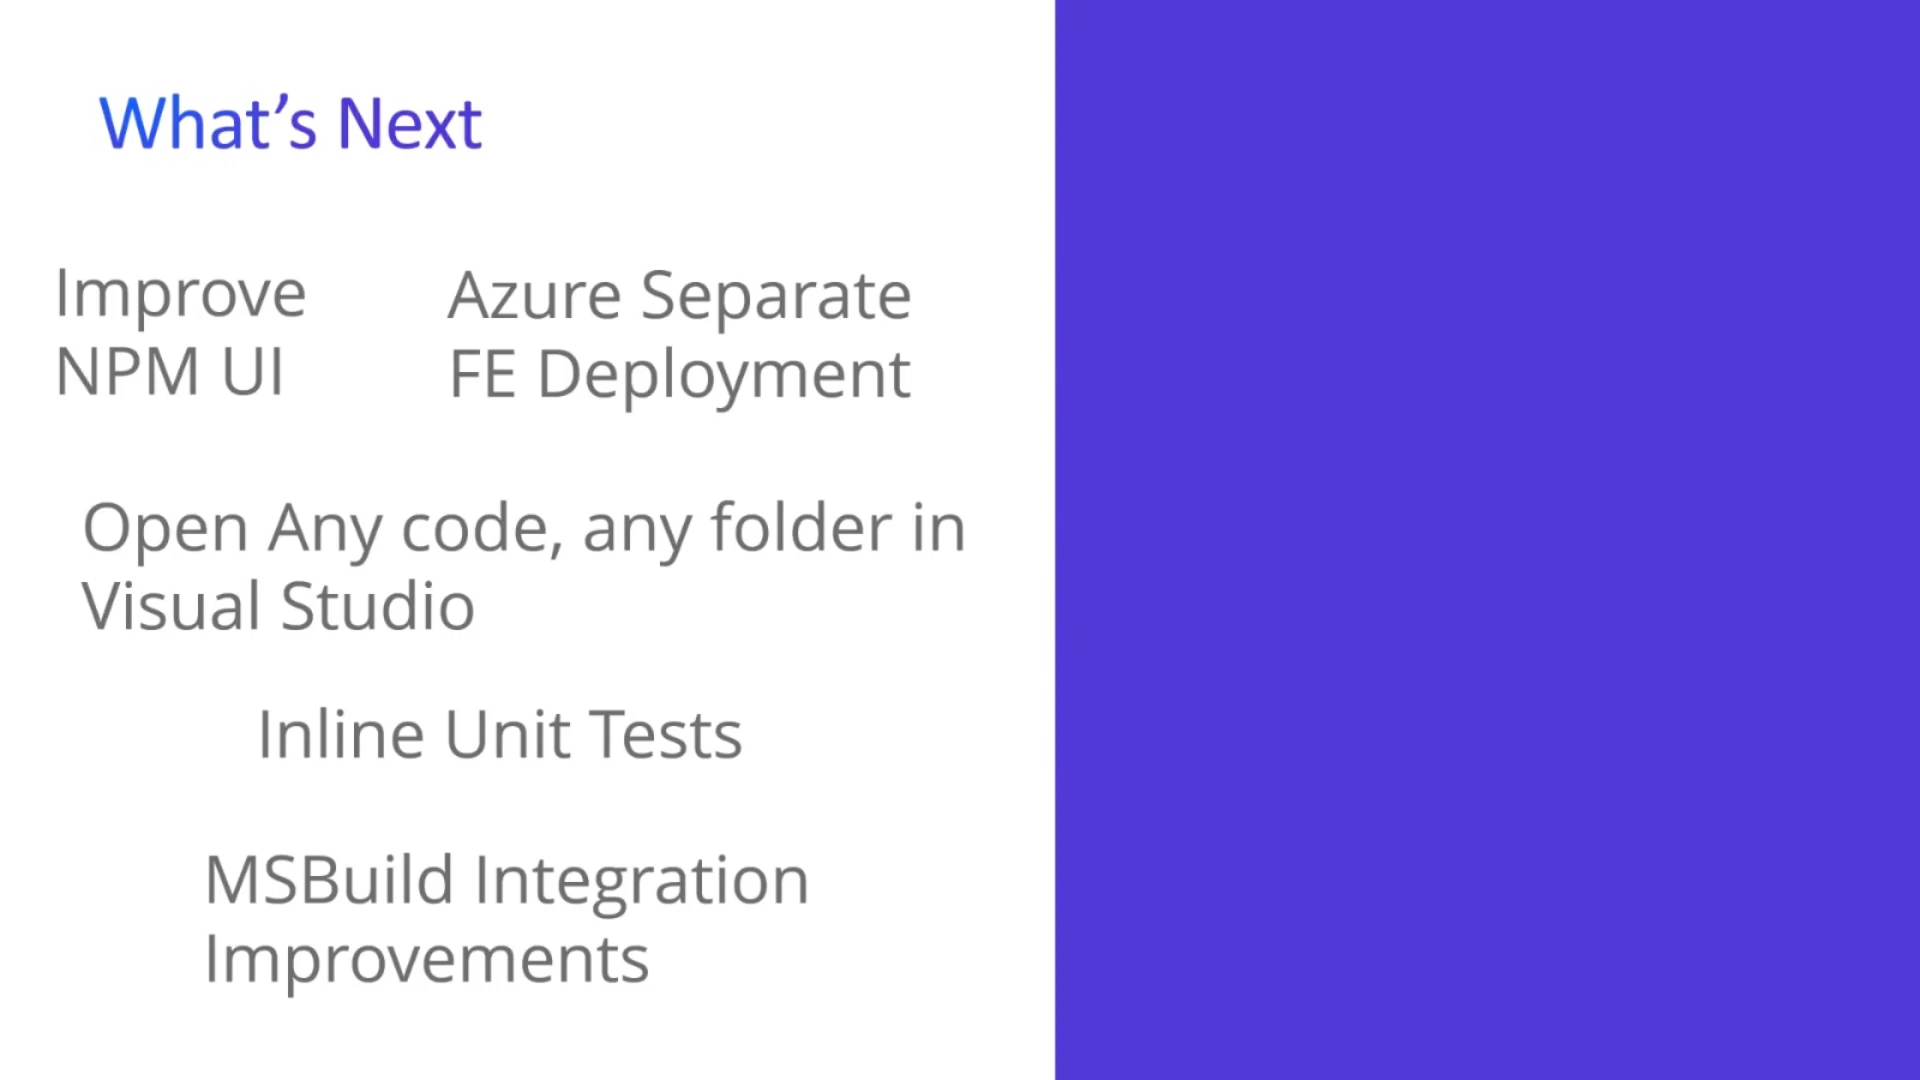 What’s Next
Improve
NPM UI
Azure Separate
FE Deployment
Open Any code, any folder in
Visual Studio
Inline Unit Tests
MSBuild Integration
Improvements